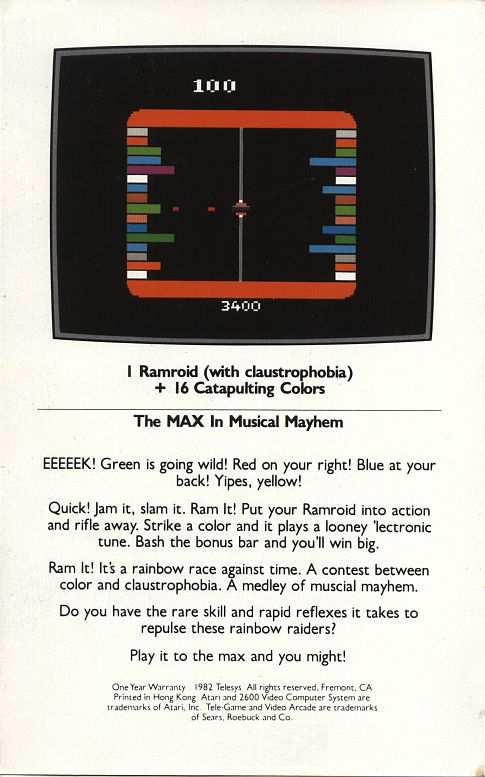 100
3400
1 Ramroid (with claustrophobia)
+ 16 Catapulting Colors
The MAX In Musical Mayhem
EEEEEK! Green is going wild! Red on your right! Blue at your
back! Yipes, yellow!
Quick! Jam it, slam it. Ram It! Put your Ramroid into action
and rifle away. Strike a color and it plays a looney 'lectronic
tune. Bash the bonus bar and you'll win big.
Ram It! It's a rainbow race against time. A contest between
color and claustrophobia. A medley of muscial mayhem.
Do you have the rare skill and rapid reflexes it takes to
repulse these rainbow raiders?
Play it to the max and you might!
One Year Warranty 1982 Telesys All rights reserved, Fremont, CA
Printed in Hong Kong Atari and 2600 Video Computer System are
trademarks of Atari, Inc. Tele-Game and Video Arcade are trademarks
of Sears, Roebuck and Co.